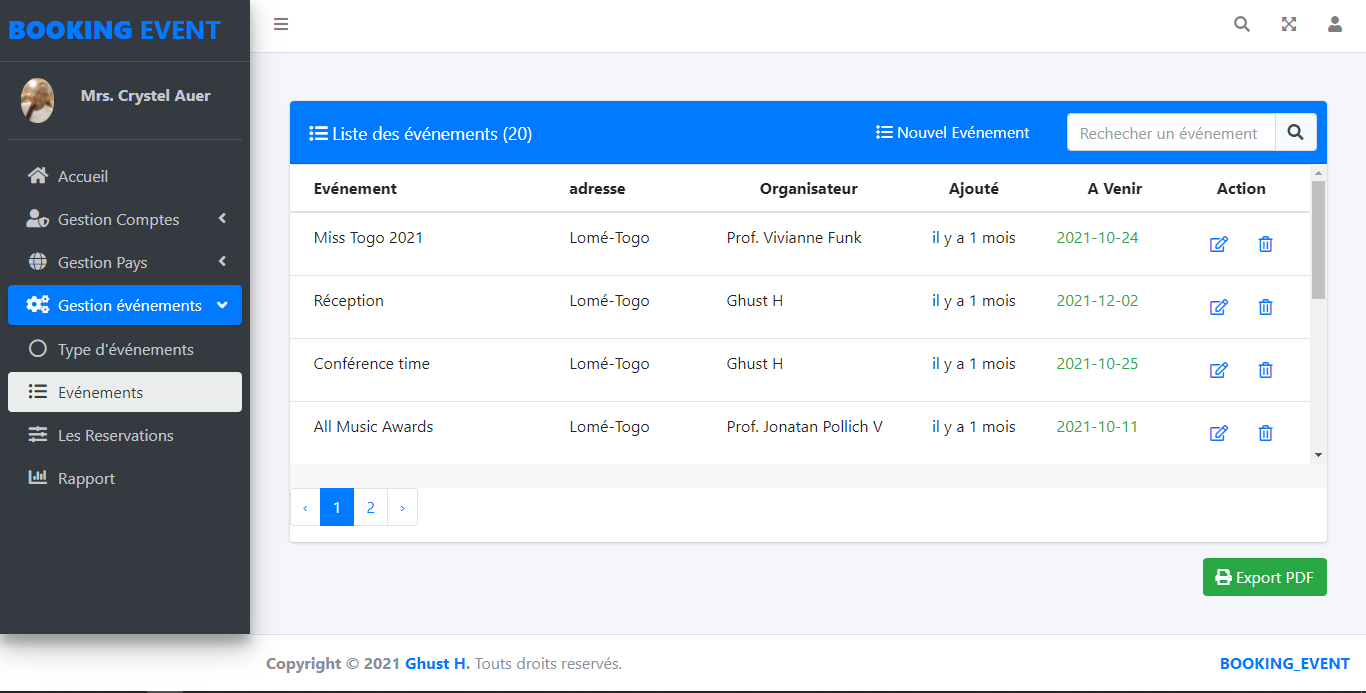 BOOKING EVENT
Mrs. Crystel Auer
Accueil
Gestion Comptes
Gestion Pays
Gestion événements
Type d'événements
Evénements
Les Reservations
Rapport
Liste des événements (20) Nouvel Evénement Rechecher un événement
Evénement adresse Organisateur Ajouté A Venir Action
Miss Togo 2021 Lomé-Togo Prof. Vivianne Funk il y a 1 mois 2021-10-24
Réception Lomé-Togo Ghust H il y a 1 mois 2021-12-02
Conférence time Lomé-Togo Ghust H il y a 1 mois 2021-10-25
All Music Awards Lomé-Togo Prof. Jonatan Pollich V il y a 1 mois 2021-10-11
‹ 1 2 ›
Export PDF
Copyright © 2021 Ghust H. Touts droits reservés. BOOKING_EVENT